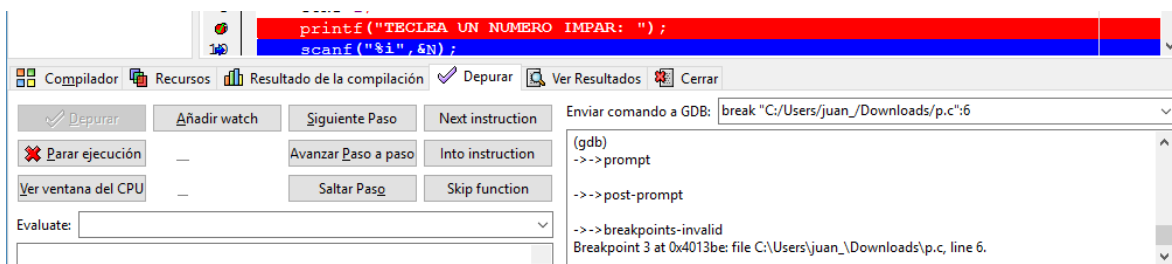 printf("TECLEA UN NUMERO IMPAR: ");
10 scanf("%i",&N);
Compilador Recursos Resultado de la compilación Depurar Ver Resultados Cerrar
Depurar Añadir watch Siguiente Paso Next instruction Enviar comando a GDB: break "C:/Users/juan_/Downloads/p.c":6
Parar ejecución Avanzar Paso a paso Into instruction
Ver ventana del CPU Saltar Paso Skip function
Evaluate:
(gdb)
->->prompt
->->post-prompt
->->breakpoints-invalid
Breakpoint 3 at 0x4013be: file C:\Users\juan_\Downloads\p.c, line 6.